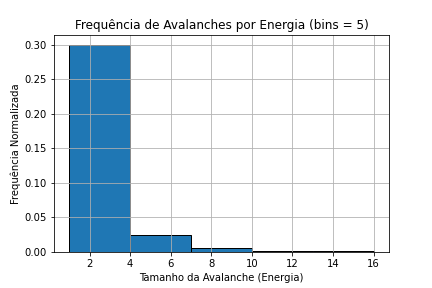 Frequência de Avalanches por Energia (bins = 5)
Frequência Normalizada
0.30
0.25
0.20
0.15
0.10
0.05
0.00
2 4 6 8 10 12 14 16
Tamanho da Avalanche (Energia)